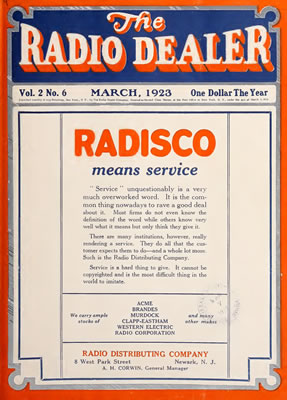 The
RADIO DEALER
Vol. 2 No. 6
MARCH, 1923
One Dollar The Year
RADISCO
means service
"Service" unquestionably is a very
much overworked word. It is the com-
mon thing nowadays to rave a good deal
about it. Most firms do not even know the
definition of the word while others know very
well what it means but only think they give it.
There are many institutions, however, really
rendering a service. They do all that the cus-
tomer expects them to do—and a whole lot more.
Such is the Radio Distributing Company.
Service is a hard thing to give. It cannot be
copyrighted and is the most difficult thing in the
world to imitate.
We carry ample
stocks of
ACME
BRANDES
MURDOCK
CLAPP-EASTHAM
WESTERN ELECTRIC
RADIO CORPORATION
and many
other makes
RADIO DISTRIBUTING COMPANY
8 West Park Street
Newark, N. J.
A. H. CORWIN, General Manager